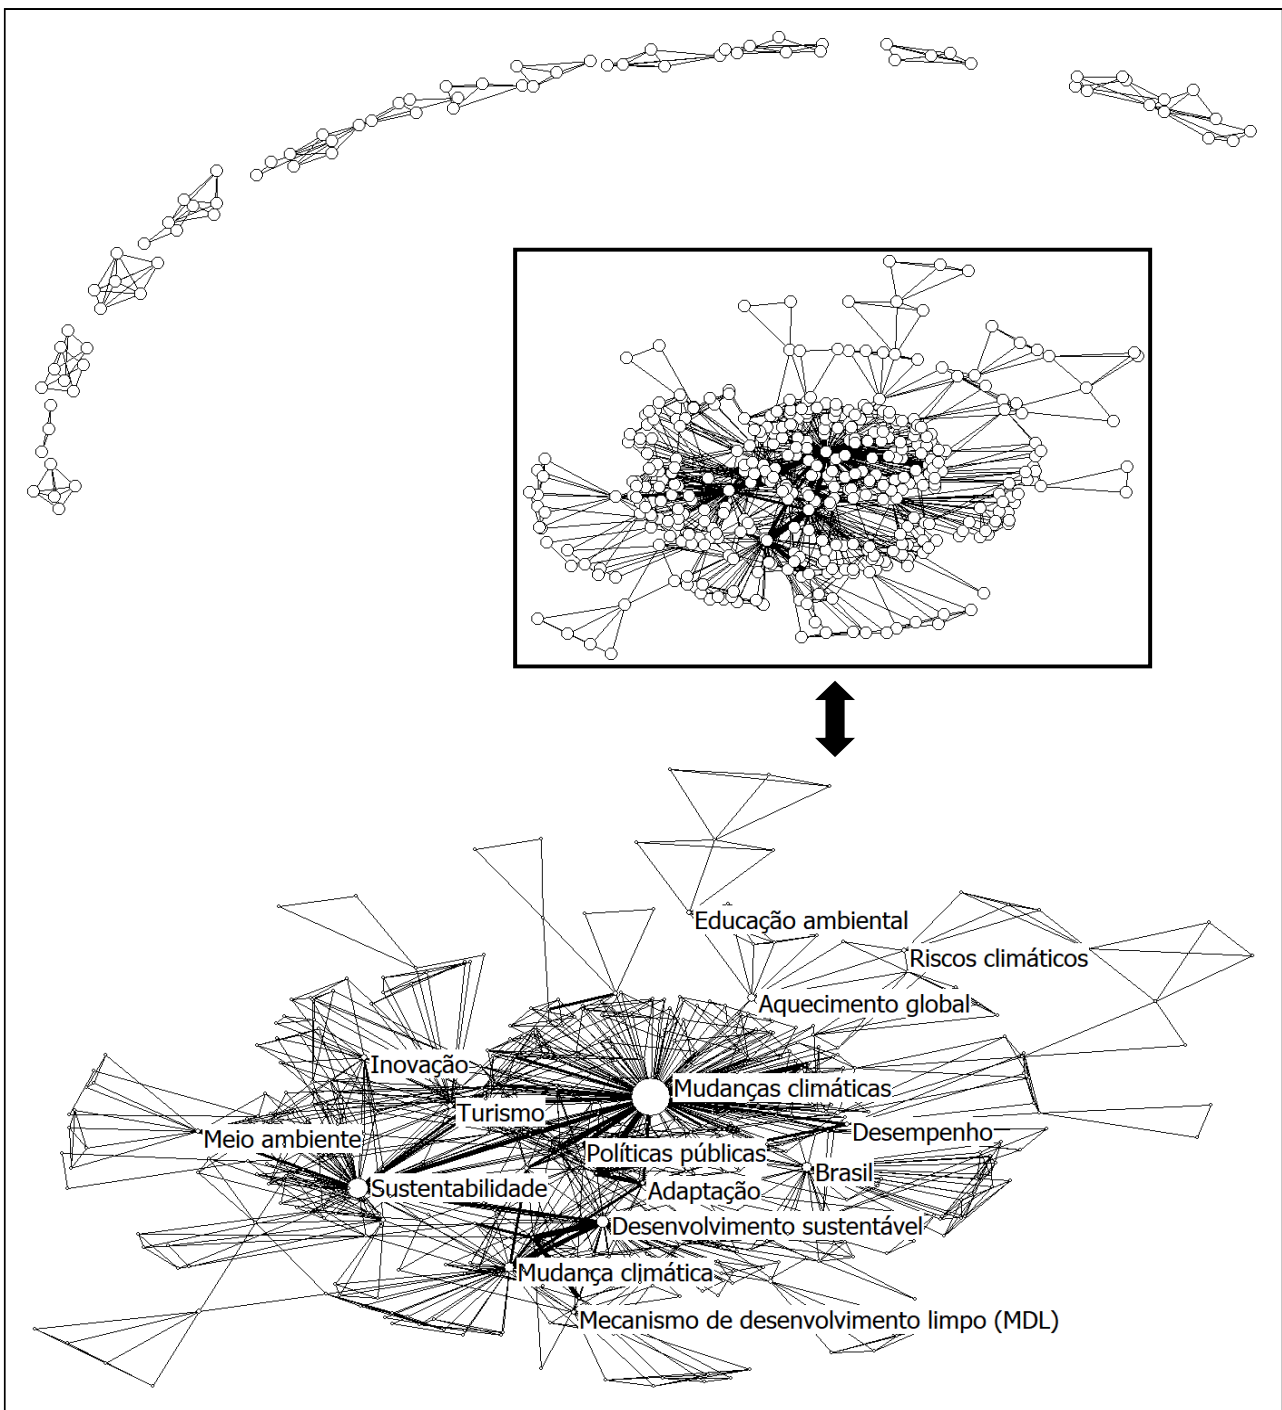 Educação ambiental
Riscos climáticos
Aquecimento global
Inovação
Mudanças climáticas
Turismo
Desempenho
Meio ambiente
Políticas públicas
Brasil
Sustentabilidade
Adaptação
Desenvolvimento sustentável
Mudança climática
Mecanismo de desenvolvimento limpo (MDL)